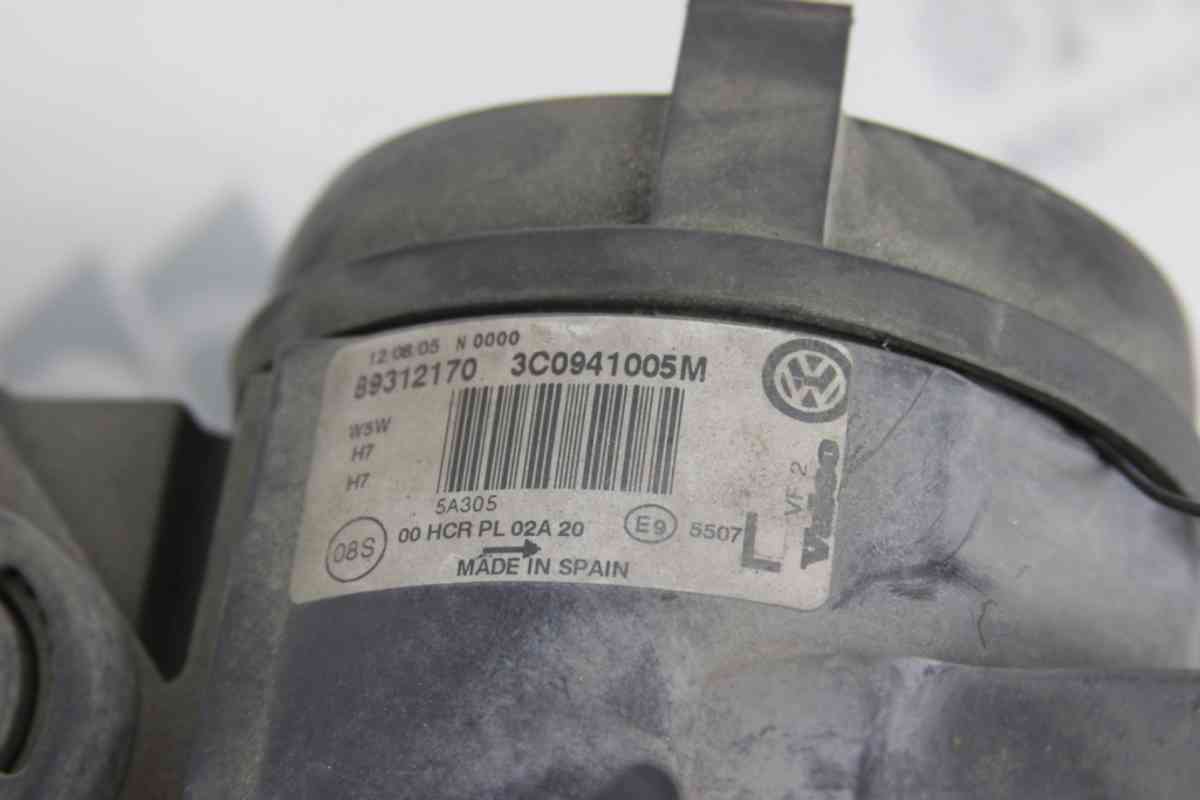 12.08.05 N 0000
89312170 3C0941005M
W5W
H7
H7
5A305
08S 00 HCR PL 02A 20 E9 5507 L
MADE IN SPAIN
VF 2
Valeo